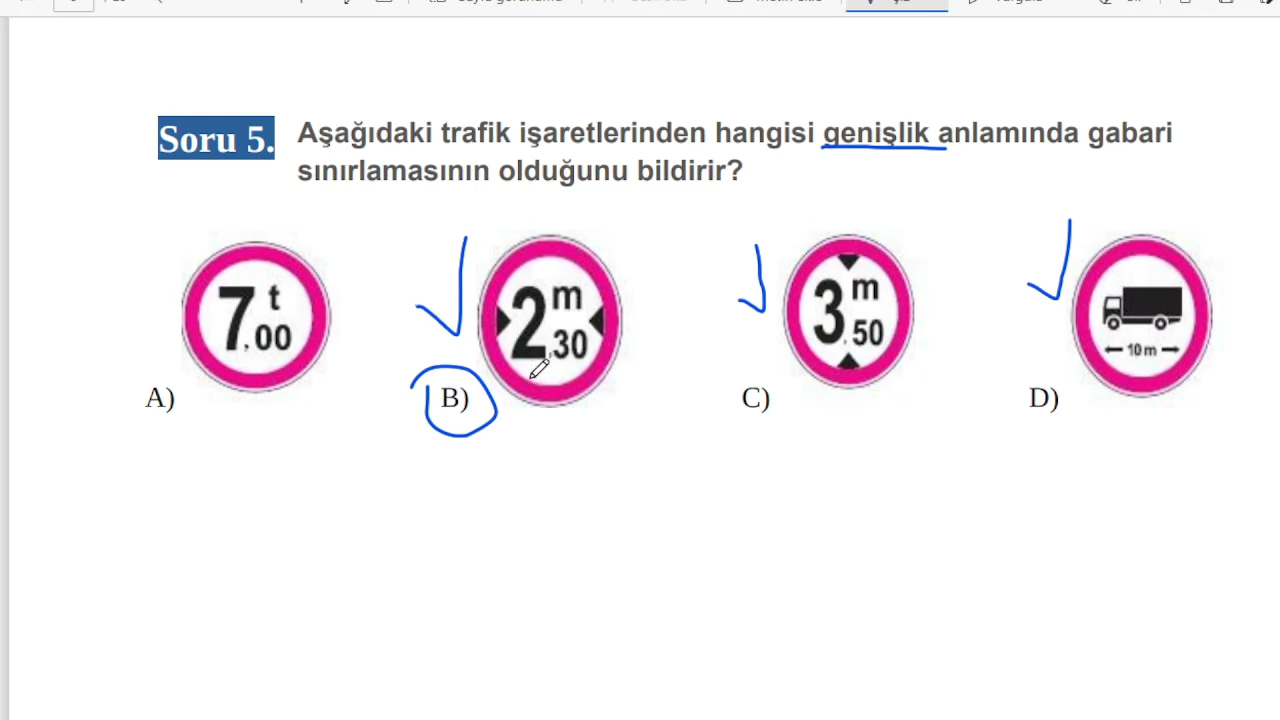 Soru 5. Aşağıdaki trafik işaretlerinden hangisi genişlik anlamında gabari
sınırlamasının olduğunu bildirir?
7,00 t
2,30 m
3,50 m
10 m
A)
B)
C)
D)